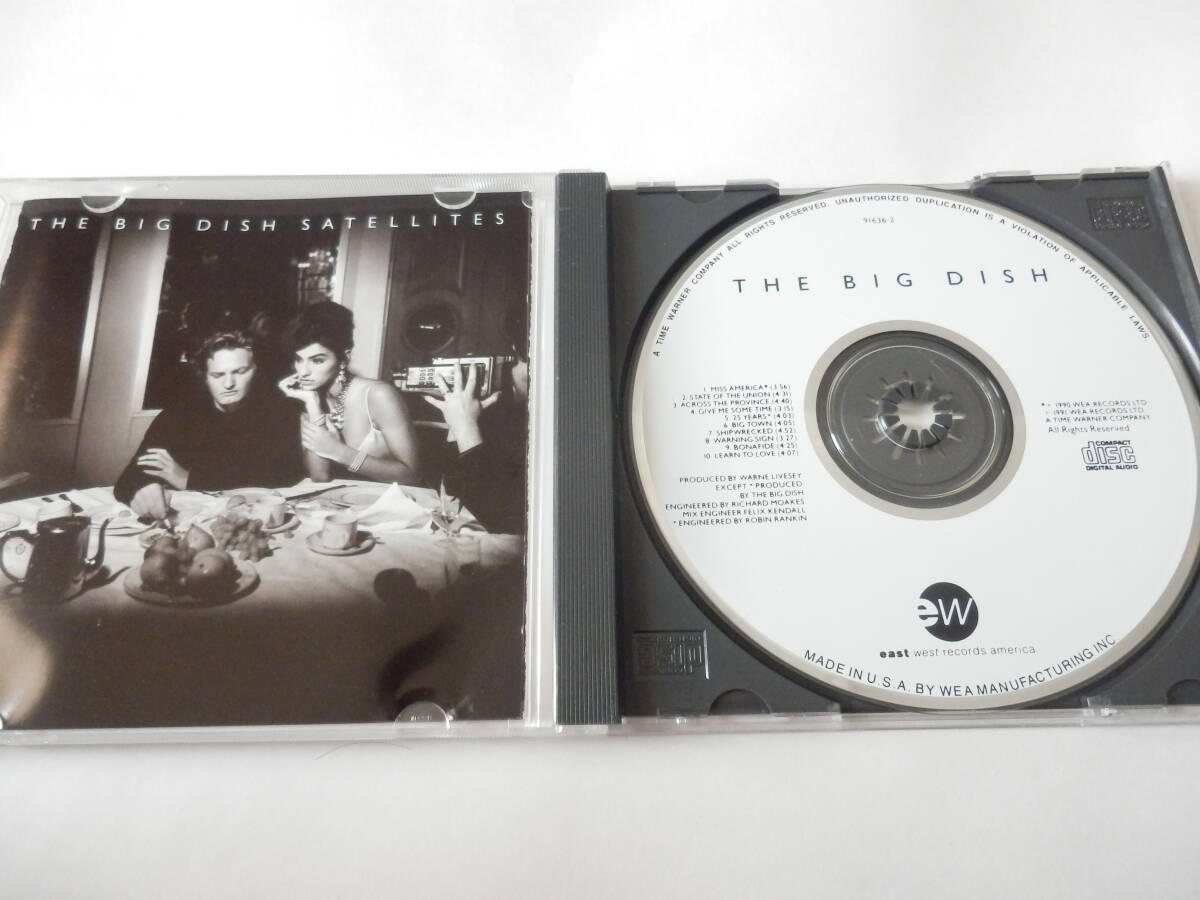 THE BIG DISH SATELLITES
A TIME WARNER COMPANY ALL RIGHTS RESERVED. UNAUTHORIZED DUPLICATION IS A VIOLATION OF APPLICABLE LAWS.
91636-2
THE BIG DISH
1. MISS AMERICA* (3:56)
2. STATE OF THE UNION (4:31)
3. ACROSS THE PROVINCE (4:40)
4. GIVE ME SOME TIME (3:15)
5. 25 YEARS* (4:03)
6. BIG TOWN (4:05)
7. SHIPWRECKED (4:52)
8. WARNING SIGN (3:27)
9. BONAFIDE (4:25)
10. LEARN TO LOVE (4:07)
PRODUCED BY WARNE LIVESEY
EXCEPT * PRODUCED
BY THE BIG DISH
ENGINEERED BY RICHARD MOAKES
MIX ENGINEER FELIX KENDALL
*ENGINEERED BY ROBIN RANKIN
1990 WEA RECORDS LTD
1991 WEA RECORDS LTD.
A TIME WARNER COMPANY
All Rights Reserved.
COMPACT
disc
DIGITAL AUDIO
ew
east west records america
MADE IN U.S.A. BY WEA MANUFACTURING INC.